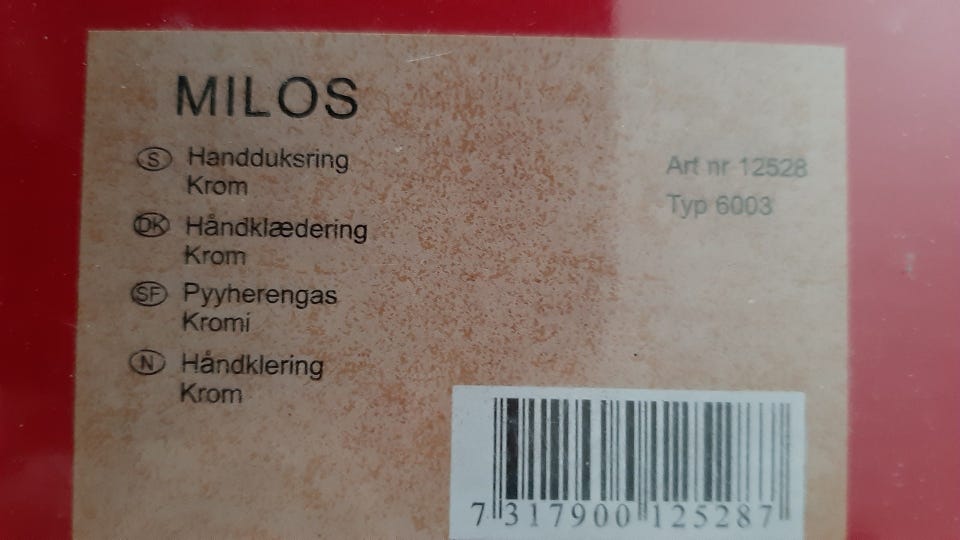 MILOS
S Handduksring
Krom
DK Håndklædering
Krom
SF Pyyherengas
Kromi
N Håndklering
Krom
Art nr 12528
Typ 6003
7 317900 125287